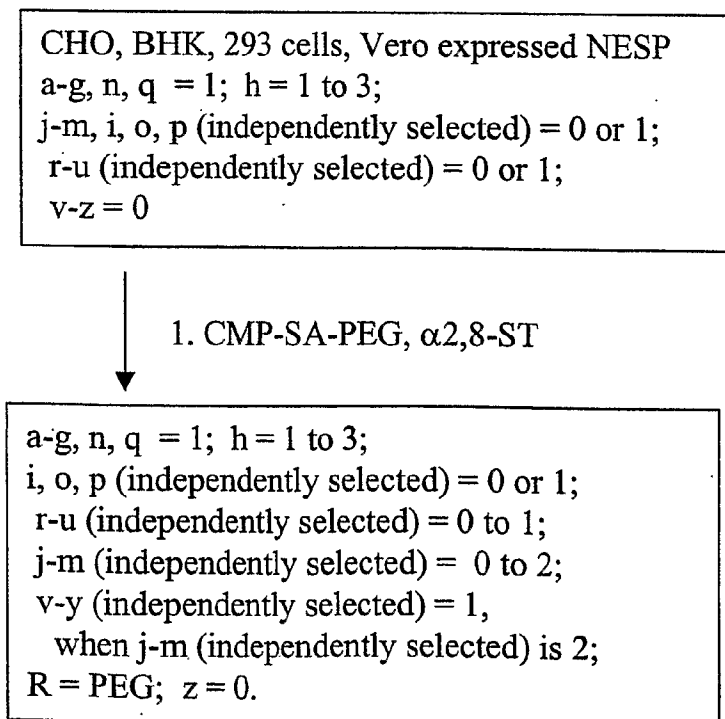 CHO, BHK, 293 cells, Vero expressed NESP
a-g, n, q = 1; h = 1 to 3;
j-m, i, o, p (independently selected) = 0 or 1;
r-u (independently selected) = 0 or 1;
v-z = 0
1. CMP-SA-PEG, α2,8-ST
a-g, n, q = 1; h = 1 to 3;
i, o, p (independently selected) = 0 or 1;
r-u (independently selected) = 0 to 1;
j-m (independently selected) = 0 to 2;
v-y (independently selected) = 1,
when j-m (independently selected) is 2;
R = PEG; z = 0.